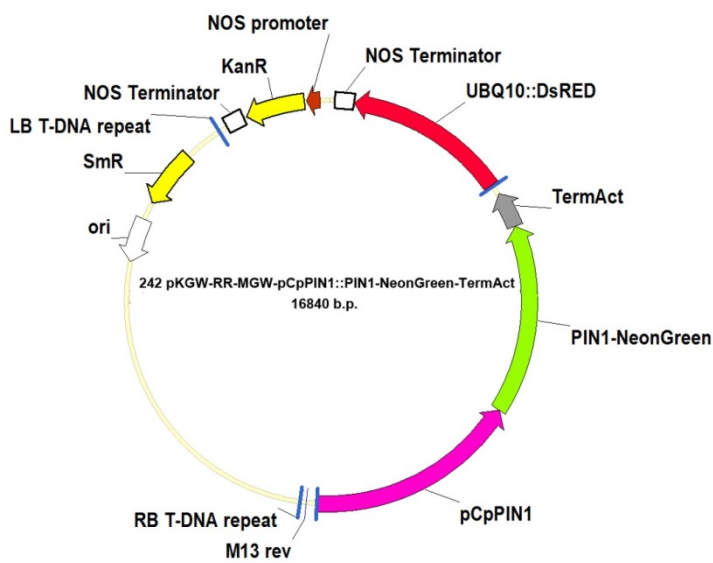 NOS promoter
KanR
NOS Terminator
NOS Terminator
UBQ10::DsRED
LB T-DNA repeat
SmR
TermAct
ori
242 pKGW-RR-MGW-pCpPIN1::PIN1-NeonGreen-TermAct
16840 b.p.
PIN1-NeonGreen
pCpPIN1
RB T-DNA repeat
M13 rev